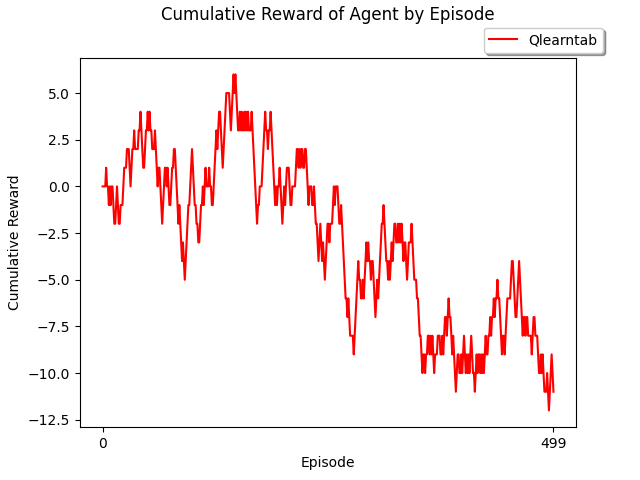 Cumulative Reward of Agent by Episode
Qlearntab
5.0
2.5
0.0
−2.5
−5.0
−7.5
−10.0
−12.5
Cumulative Reward
0
499
Episode